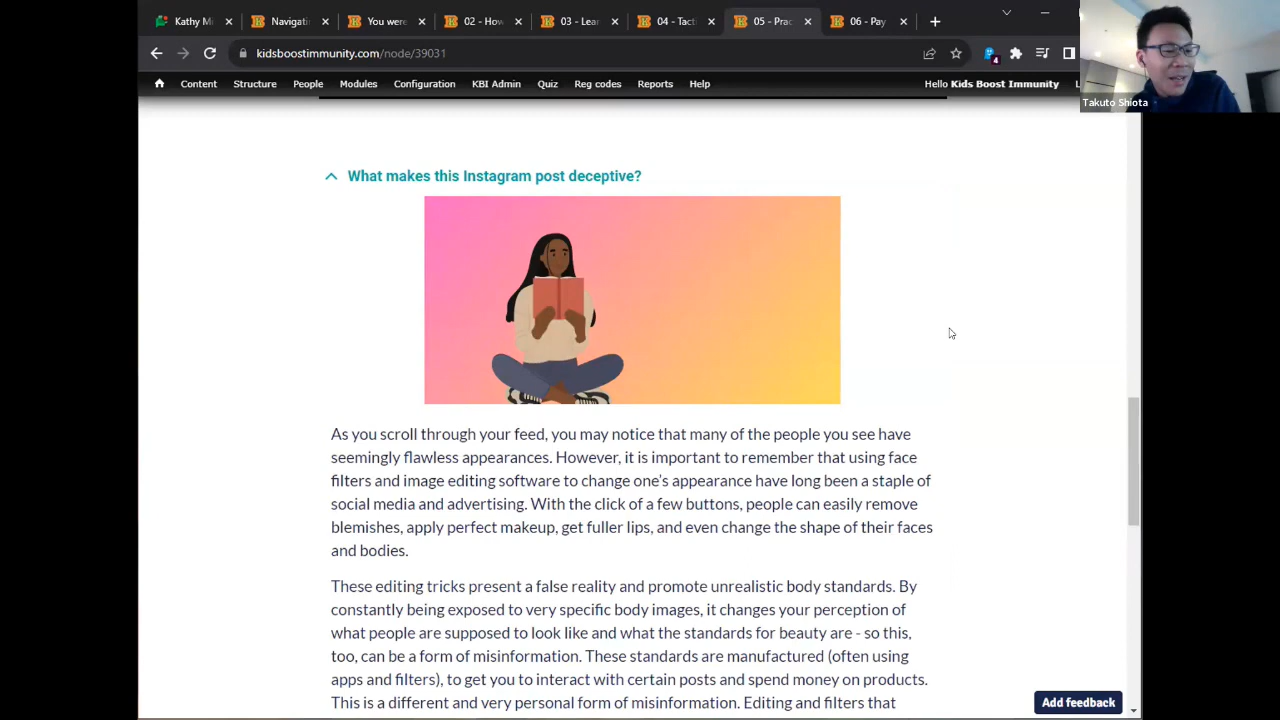 Kathy Mi
Navigatin
You were
02 - How
03 - Lear
04 - Tacti
05 - Prac
06 - Pay
kidsboostimmunity.com/node/39031
4
Content Structure People Modules Configuration KBI Admin Quiz Reg codes Reports Help Hello Kids Boost Immunity L
Takuto Shiota
What makes this Instagram post deceptive?
As you scroll through your feed, you may notice that many of the people you see have
seemingly flawless appearances. However, it is important to remember that using face
filters and image editing software to change one's appearance have long been a staple of
social media and advertising. With the click of a few buttons, people can easily remove
blemishes, apply perfect makeup, get fuller lips, and even change the shape of their faces
and bodies.
These editing tricks present a false reality and promote unrealistic body standards. By
constantly being exposed to very specific body images, it changes your perception of
what people are supposed to look like and what the standards for beauty are - so this,
too, can be a form of misinformation. These standards are manufactured (often using
apps and filters), to get you to interact with certain posts and spend money on products.
This is a different and very personal form of misinformation. Editing and filters that
Add feedback